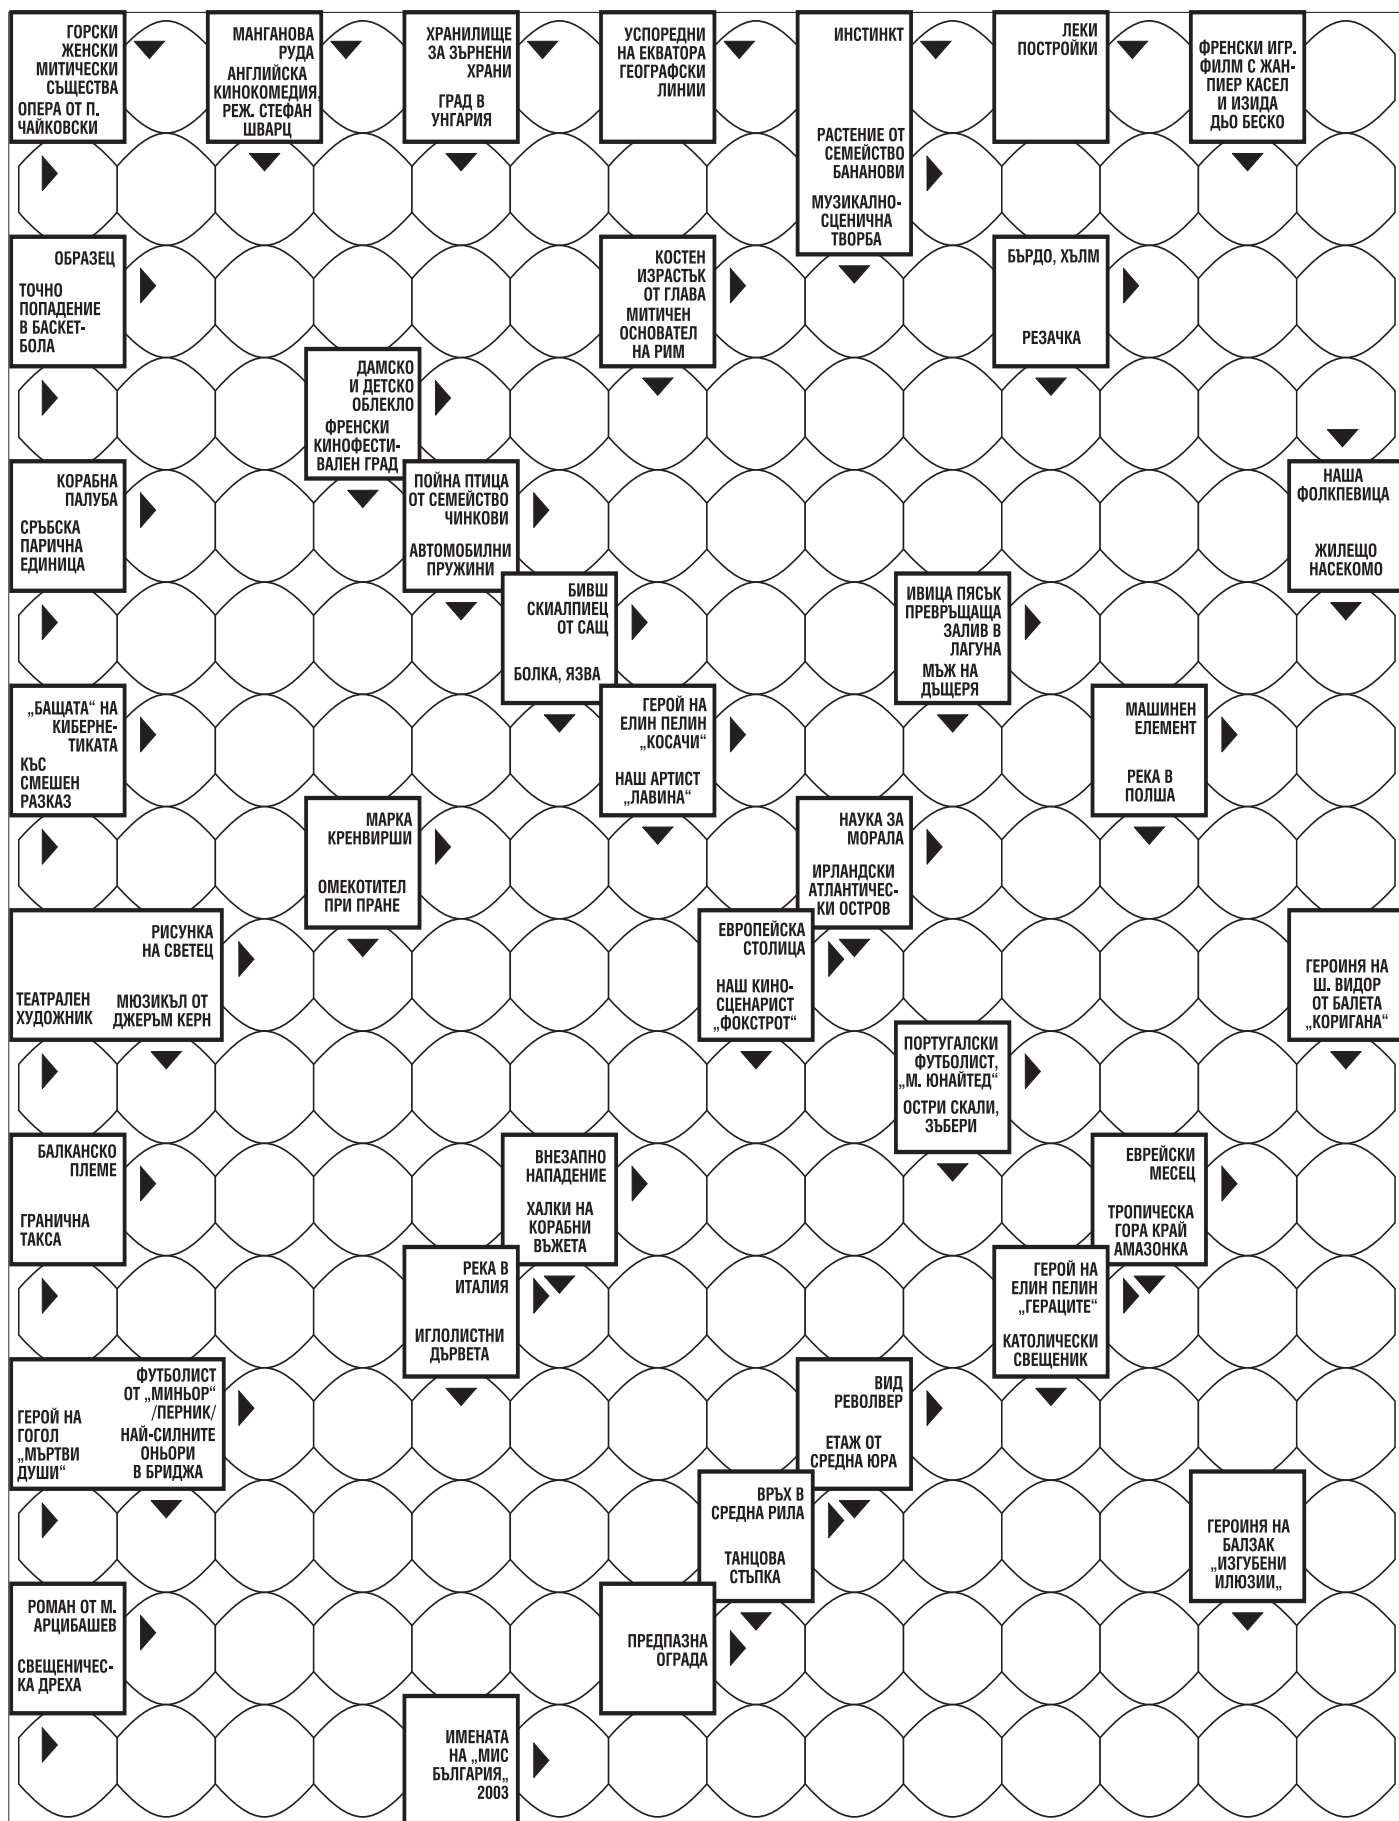 ГОРСКИ
ЖЕНСКИ
МИТИЧЕСКИ
СЪЩЕСТВА
ОПЕРА ОТ П.
ЧАЙКОВСКИ
МАНГАНОВА
РУДА
АНГЛИЙСКА
КИНОКОМЕДИЯ,
РЕЖ. СТЕФАН
ШВАРЦ
ХРАНИЛИЩЕ
ЗА ЗЪРНЕНИ
ХРАНИ
ГРАД В
УНГАРИЯ
УСПОРЕДНИ
НА ЕКВАТОРА
ГЕОГРАФСКИ
ЛИНИИ
ИНСТИНКТ
РАСТЕНИЕ ОТ
СЕМЕЙСТВО
БАНАНОВИ
МУЗИКАЛНО-
СЦЕНИЧНА
ТВОРБА
ЛЕКИ
ПОСТРОЙКИ
ФРЕНСКИ ИГР.
ФИЛМ С ЖАН-
ПИЕР КАСЕЛ
И ИЗИДА
ДЬО БЕСКО
ОБРАЗЕЦ
ТОЧНО
ПОПАДЕНИЕ
В БАСКЕТ-
БОЛА
КОСТЕН
ИЗРАСТЪК
ОТ ГЛАВА
МИТИЧЕН
ОСНОВАТЕЛ
НА РИМ
БЪРДО, ХЪЛМ
РЕЗАЧКА
ДАМСКО
И ДЕТСКО
ОБЛЕКЛО
ФРЕНСКИ
КИНОФЕСТИ-
ВАЛЕН ГРАД
КОРАБНА
ПАЛУБА
СРЪБСКА
ПАРИЧНА
ЕДИНИЦА
ПОЙНА ПТИЦА
ОТ СЕМЕЙСТВО
ЧИНКОВИ
АВТОМОБИЛНИ
ПРУЖИНИ
НАША
ФОЛКПЕВИЦА
ЖИЛЕЩО
НАСЕКОМО
БИВШ
СКИАЛПИЕЦ
ОТ САЩ
БОЛКА, ЯЗВА
ИВИЦА ПЯСЪК
ПРЕВРЪЩАЩА
ЗАЛИВ В
ЛАГУНА
МЪЖ НА
ДЪЩЕРЯ
„БАЩАТА“ НА
КИБЕРНЕ-
ТИКАТА
КЪС
СМЕШЕН
РАЗКАЗ
ГЕРОЙ НА
ЕЛИН ПЕЛИН
„КОСАЧИ“
НАШ АРТИСТ
„ЛАВИНА“
МАШИНЕН
ЕЛЕМЕНТ
РЕКА В
ПОЛША
МАРКА
КРЕНВИРШИ
ОМЕКОТИТЕЛ
ПРИ ПРАНЕ
НАУКА ЗА
МОРАЛА
ИРЛАНДСКИ
АТЛАНТИЧЕС-
КИ ОСТРОВ
РИСУНКА
НА СВЕТЕЦ
ТЕАТРАЛЕН
ХУДОЖНИК
МЮЗИКЪЛ ОТ
ДЖЕРЪМ КЕРН
ЕВРОПЕЙСКА
СТОЛИЦА
НАШ КИНО-
СЦЕНАРИСТ
„ФОКСТРОТ“
ГЕРОИНЯ НА
Ш. ВИДОР
ОТ БАЛЕТА
„КОРИГАНА“
ПОРТУГАЛСКИ
ФУТБОЛИСТ,
„М. ЮНАЙТЕД“
ОСТРИ СКАЛИ,
ЗЪБЕРИ
БАЛКАНСКО
ПЛЕМЕ
ГРАНИЧНА
ТАКСА
ВНЕЗАПНО
НАПАДЕНИЕ
ХАЛКИ НА
КОРАБНИ
ВЪЖЕТА
ЕВРЕЙСКИ
МЕСЕЦ
ТРОПИЧЕСКА
ГОРА КРАЙ
АМАЗОНКА
РЕКА В
ИТАЛИЯ
ИГЛОЛИСТНИ
ДЪРВЕТА
ГЕРОЙ НА
ЕЛИН ПЕЛИН
„ГЕРАЦИТЕ“
КАТОЛИЧЕСКИ
СВЕЩЕНИК
ФУТБОЛИСТ
ОТ „МИНЬОР“
/ПЕРНИК/
ГЕРОЙ НА
ГОГОЛ
„МЪРТВИ
ДУШИ“
НАЙ-СИЛНИТЕ
ОНЬОРИ
В БРИДЖА
ВИД
РЕВОЛВЕР
ЕТАЖ ОТ
СРЕДНА ЮРА
ВРЪХ В
СРЕДНА РИЛА
ТАНЦОВА
СТЪПКА
ГЕРОИНЯ НА
БАЛЗАК
„ИЗГУБЕНИ
ИЛЮЗИИ„
РОМАН ОТ М.
АРЦИБАШЕВ
СВЕЩЕНИЧЕС-
КА ДРЕХА
ПРЕДПАЗНА
ОГРАДА
ИМЕНАТА
НА „МИС
БЪЛГАРИЯ„
2003